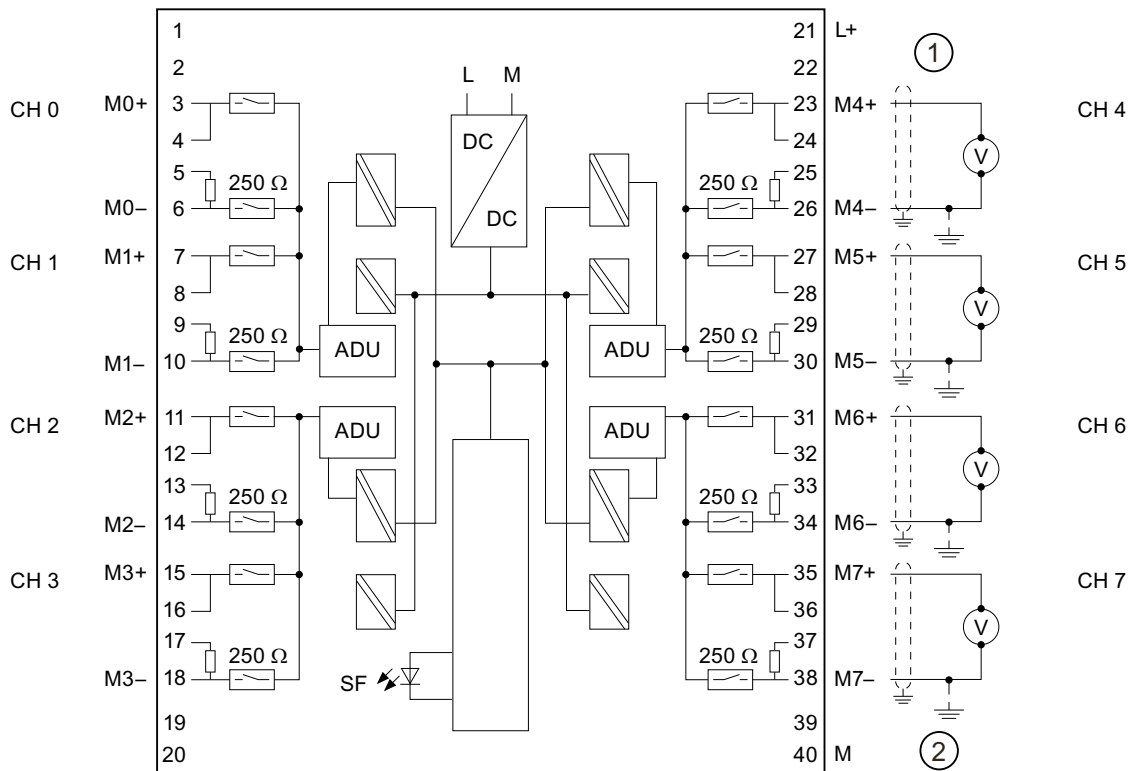 1 21 L+ ①
2 L M 22
CH 0 M0+ 3 23 M4+ CH 4
4 DC 24
5 25
250 Ω 250 Ω V
M0– 6 26 M4–
DC
CH 1 M1+ 7 27 M5+ CH 5
8 28
9 29
250 Ω 250 Ω V
ADU ADU
M1– 10 30 M5–
CH 2 M2+ 11 31 M6+ CH 6
ADU ADU
12 32
13 33
250 Ω 250 Ω V
M2– 14 34 M6–
CH 3 M3+ 15 35 M7+ CH 7
16 36
17 37
250 Ω 250 Ω V
M3– 18 SF 38 M7–
19 39
20 40 M ②